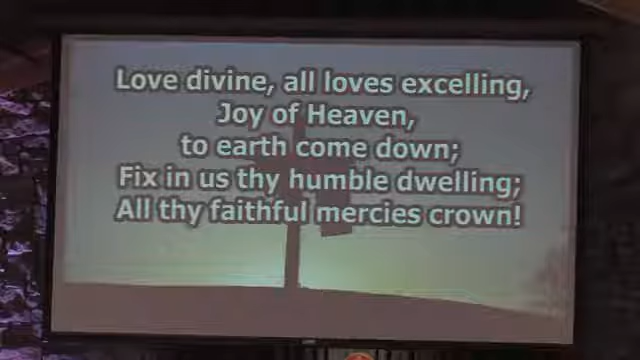 Love divine, all loves excelling,
Joy of Heaven,
to earth come down;
Fix in us thy humble dwelling;
All thy faithful mercies crown!